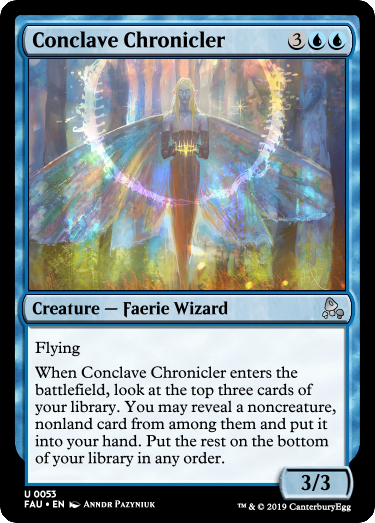 Conclave Chronicler 3
Creature — Faerie Wizard
Flying
When Conclave Chronicler enters the
battlefield, look at the top three cards of
your library. You may reveal a noncreature,
nonland card from among them and put it
into your hand. Put the rest on the bottom
of your library in any order.
3/3
U 0053
FAU • EN Anndr Pazyniuk
™ & © 2019 CanterburyEgg